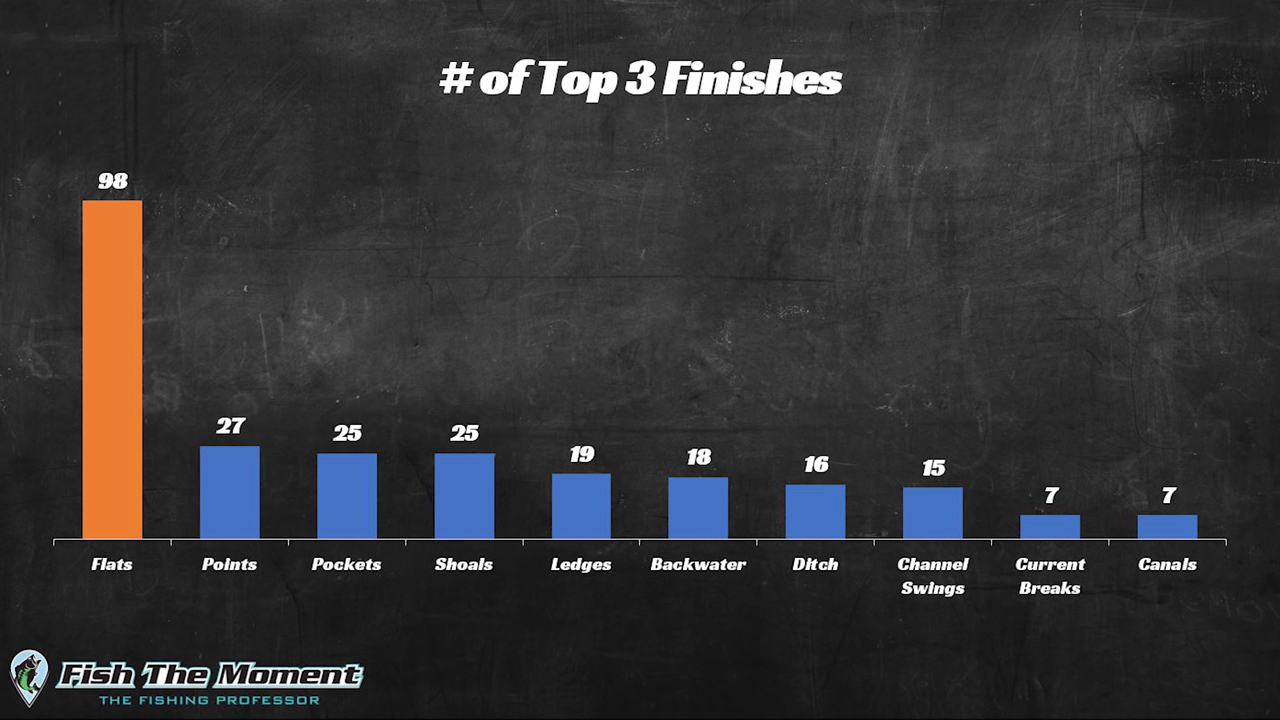 # of Top 3 Finishes
98
27
25
25
19
18
16
15
7
7
Flats
Points
Pockets
Shoals
Ledges
Backwater
Ditch
Channel
Swings
Current
Breaks
Canals
Fish The Moment
THE FISHING PROFESSOR